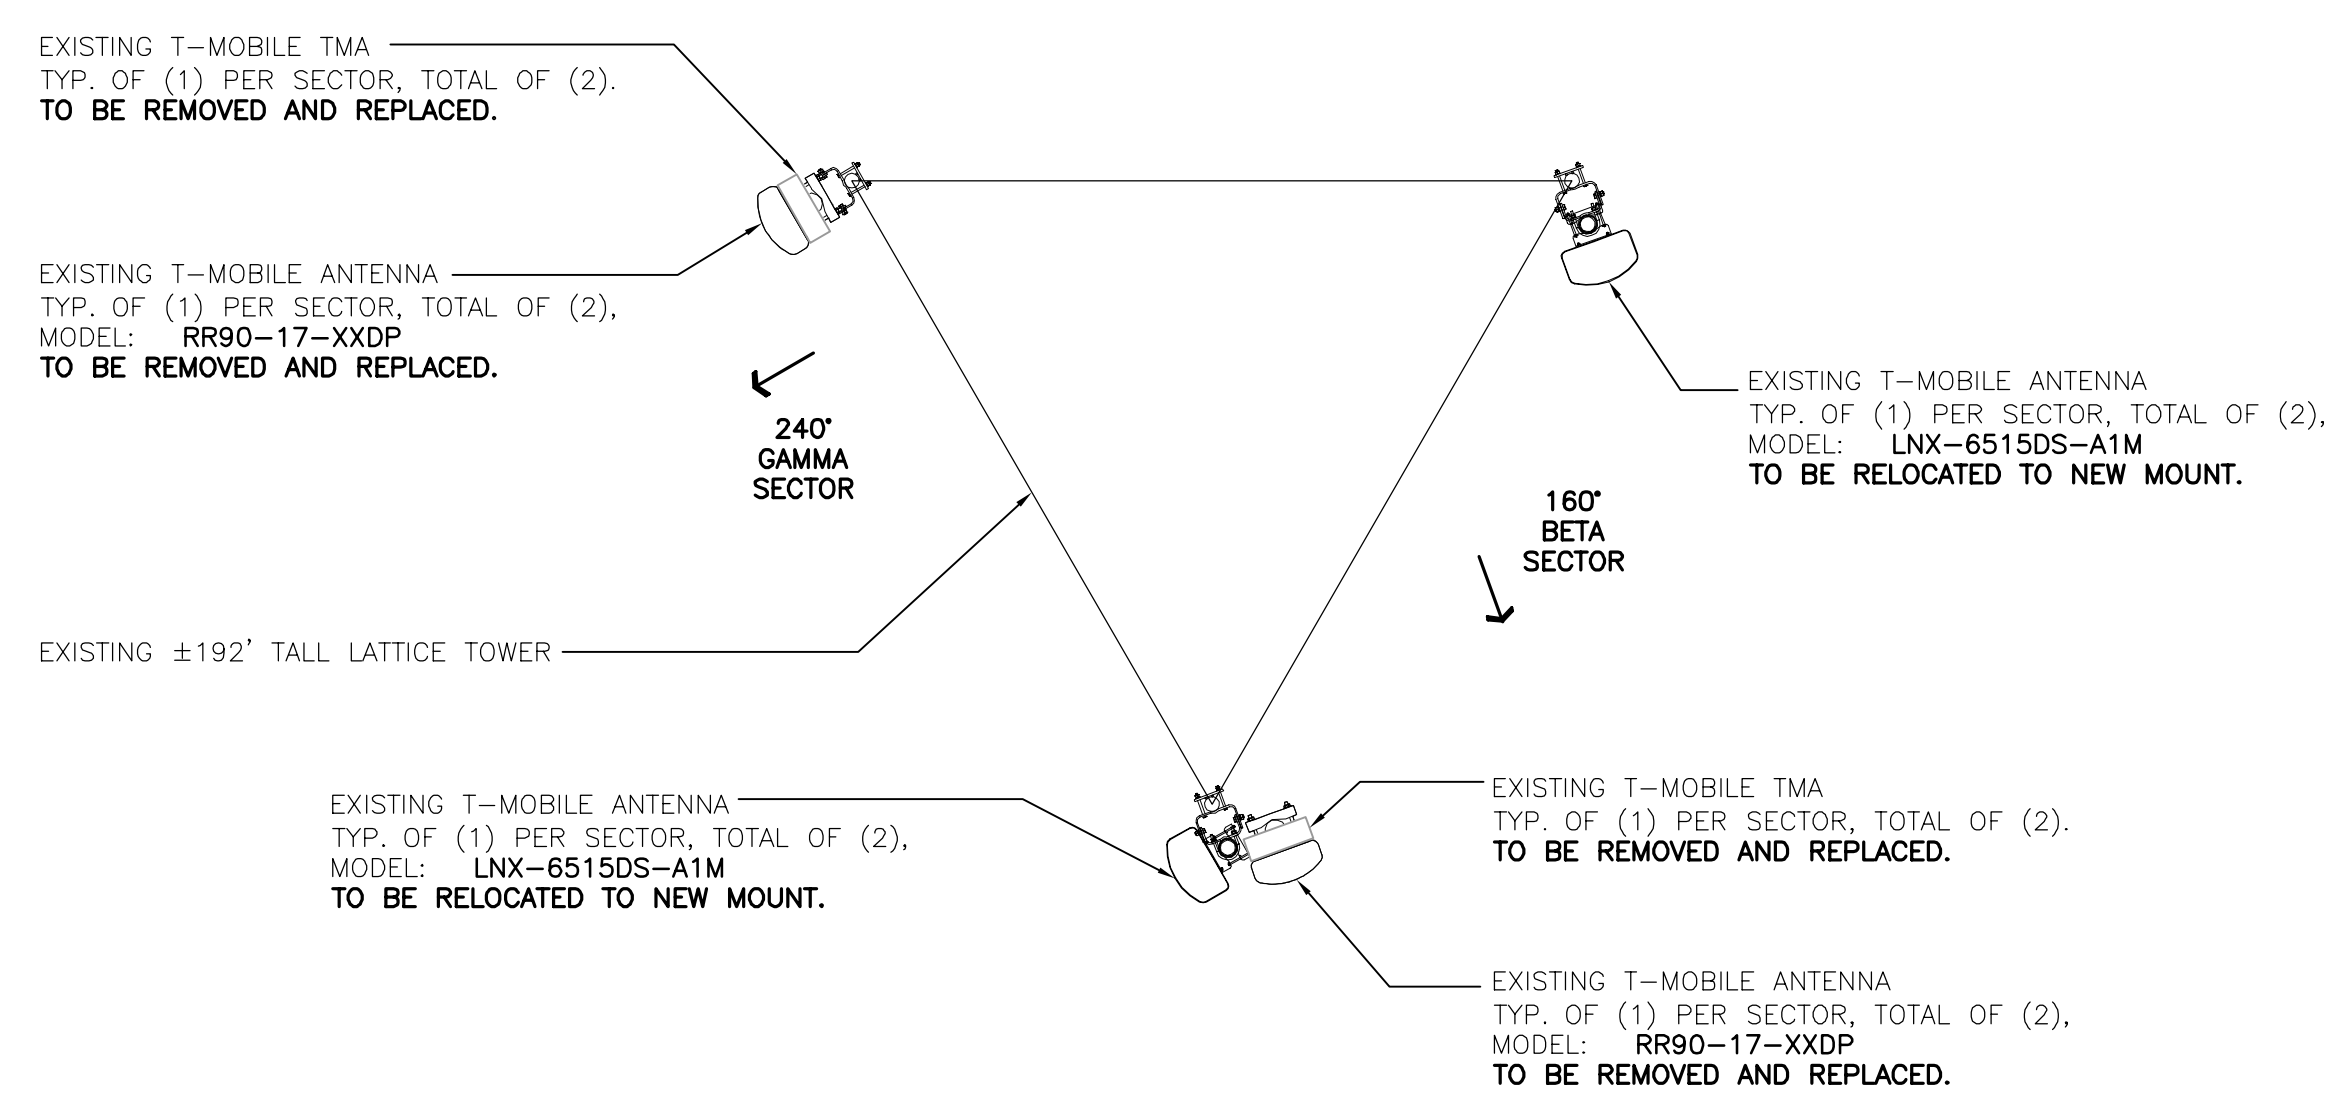 EXISTING T-MOBILE TMA
TYP. OF (1) PER SECTOR, TOTAL OF (2).
TO BE REMOVED AND REPLACED.
EXISTING T-MOBILE ANTENNA
TYP. OF (1) PER SECTOR, TOTAL OF (2),
MODEL: RR90-17-XXDP
TO BE REMOVED AND REPLACED.
240°
GAMMA
SECTOR
EXISTING T-MOBILE ANTENNA
TYP. OF (1) PER SECTOR, TOTAL OF (2),
MODEL: LNX-6515DS-A1M
TO BE RELOCATED TO NEW MOUNT.
160°
BETA
SECTOR
EXISTING ±192' TALL LATTICE TOWER
EXISTING T-MOBILE ANTENNA
TYP. OF (1) PER SECTOR, TOTAL OF (2),
MODEL: LNX-6515DS-A1M
TO BE RELOCATED TO NEW MOUNT.
EXISTING T-MOBILE TMA
TYP. OF (1) PER SECTOR, TOTAL OF (2).
TO BE REMOVED AND REPLACED.
EXISTING T-MOBILE ANTENNA
TYP. OF (1) PER SECTOR, TOTAL OF (2),
MODEL: RR90-17-XXDP
TO BE REMOVED AND REPLACED.